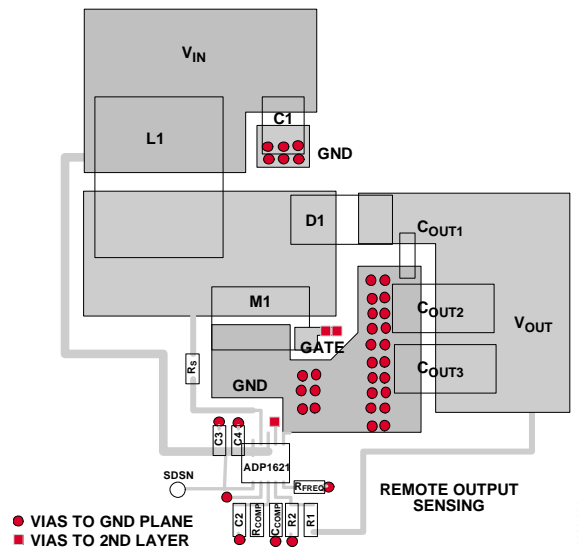 VIN
C1
L1
GND
D1
COUT1
M1
COUT2
VOUT
GATE
RS
COUT3
GND
C3
C4
ADP1621
SDSN
RFREQ
REMOTE OUTPUT
SENSING
C2
RCOMP
CCOMP
R2
R1
VIAS TO GND PLANE
VIAS TO 2ND LAYER